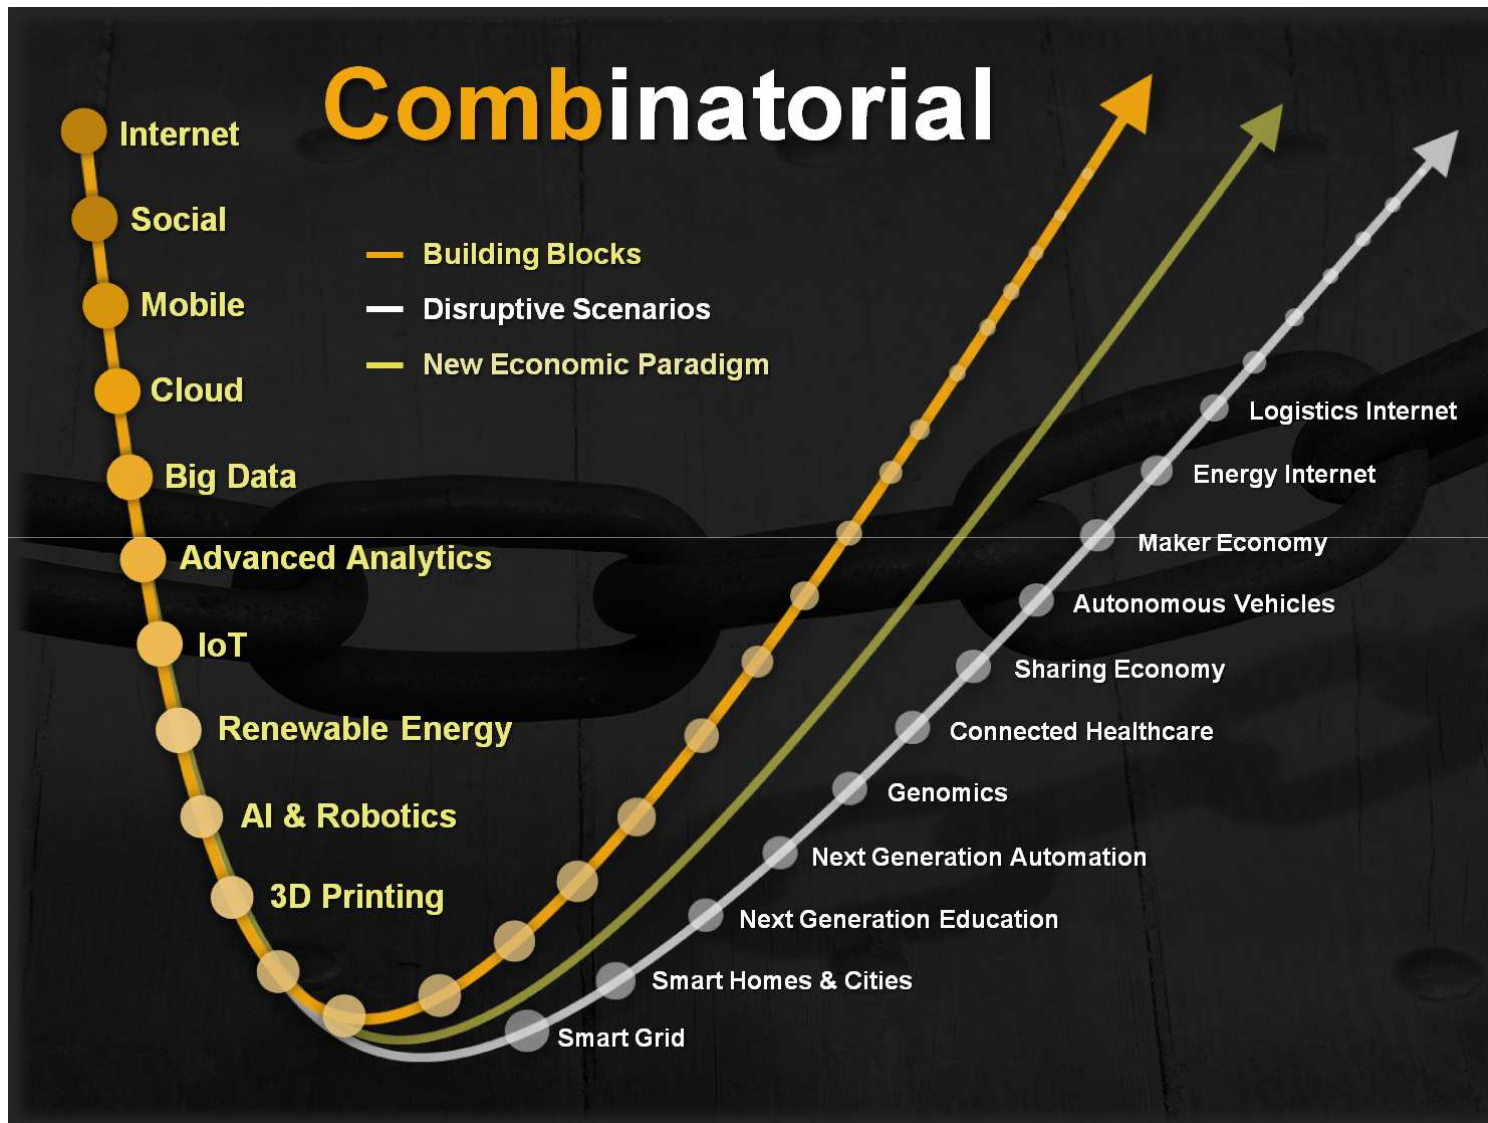 Combinatorial
Internet
Social
Mobile
Cloud
Big Data
Advanced Analytics
IoT
Renewable Energy
AI & Robotics
3D Printing
Building Blocks
Disruptive Scenarios
New Economic Paradigm
Logistics Internet
Energy Internet
Maker Economy
Autonomous Vehicles
Sharing Economy
Connected Healthcare
Genomics
Next Generation Automation
Next Generation Education
Smart Homes & Cities
Smart Grid